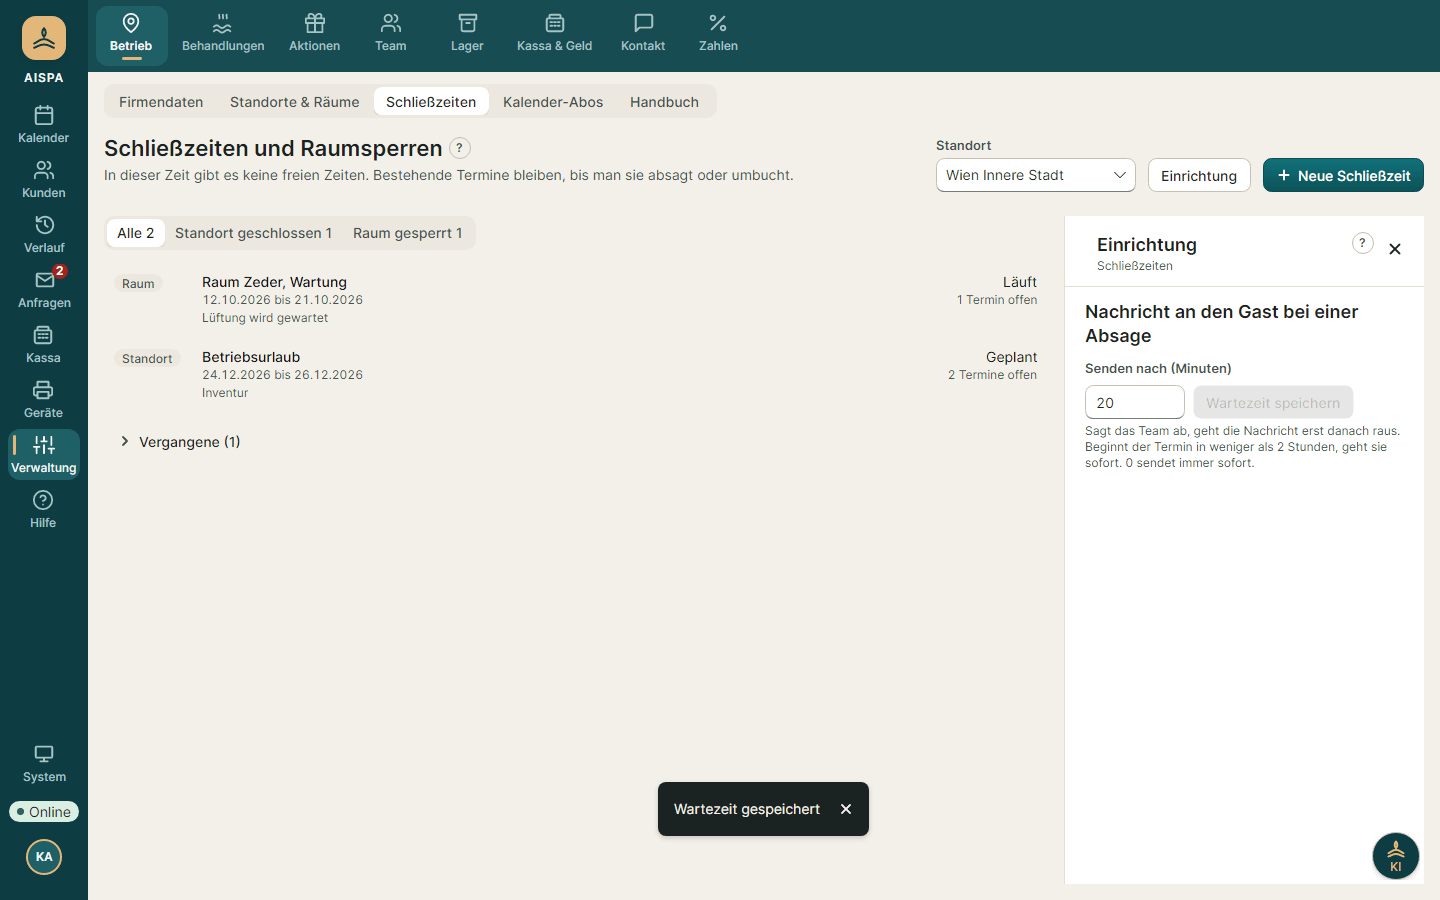 AISPA
Kalender
Kunden
Verlauf
2
Anfragen
Kassa
Geräte
Verwaltung
Hilfe
System
Online
KA
Betrieb
Behandlungen
Aktionen
Team
Lager
Kassa & Geld
Kontakt
Zahlen
Firmendaten
Standorte & Räume
Schließzeiten
Kalender-Abos
Handbuch
Schließzeiten und Raumsperren ?
In dieser Zeit gibt es keine freien Zeiten. Bestehende Termine bleiben, bis man sie absagt oder umbucht.
Standort
Wien Innere Stadt
Einrichtung
Neue Schließzeit
Alle 2
Standort geschlossen 1
Raum gesperrt 1
Raum
Raum Zeder, Wartung
12.10.2026 bis 21.10.2026
Lüftung wird gewartet
Läuft
1 Termin offen
Standort
Betriebsurlaub
24.12.2026 bis 26.12.2026
Inventur
Geplant
2 Termine offen
Vergangene (1)
Einrichtung
Schließzeiten
?
Nachricht an den Gast bei einer
Absage
Senden nach (Minuten)
20
Wartezeit speichern
Sagt das Team ab, geht die Nachricht erst danach raus.
Beginnt der Termin in weniger als 2 Stunden, geht sie
sofort. 0 sendet immer sofort.
Wartezeit gespeichert
KI